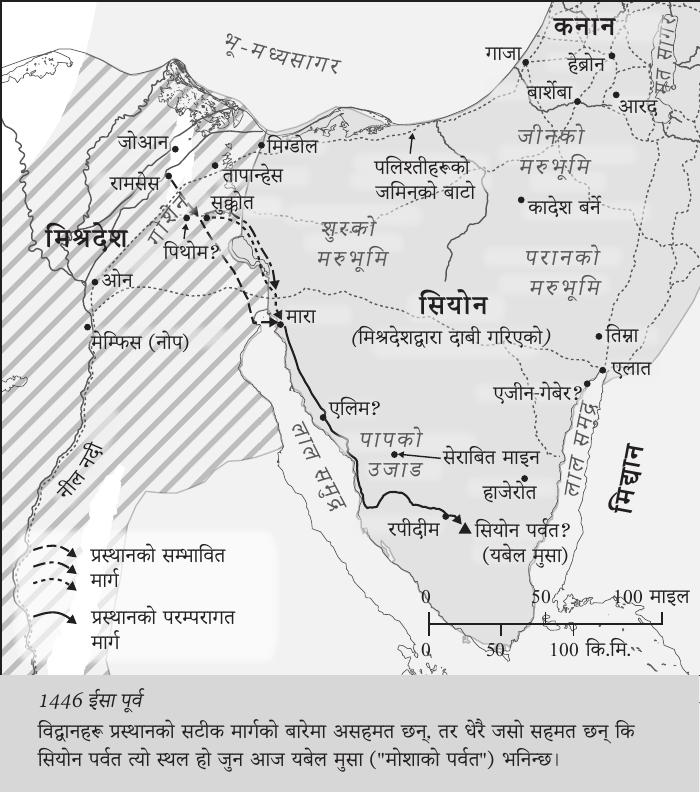 भू-मध्यसागर
कनान
मृत सागर
गाजा
हेब्रोन
बार्शेबा
आरद
जीनको
मरुभूमि
जोआन
मिग्डोल
तापान्हेस
रामसेस
सुक्कोत
गोशेन
पलिश्तीहरूको
जमिनको बाटो
कादेश बर्ने
मिश्रदेश
पिथोम?
शुरको
मरुभूमि
परानको
मरुभूमि
ओन
सियोन
(मिश्रदेशद्वारा दाबी गरिएको)
मारा
मेम्फिस (नोप)
तिम्ना
एलात
एजीन-गेबेर?
एलिम?
लाल समुद्र
पापको
उजाड
सेराबित माइन
हाजेरोत
लाल समुद्र
मिद्यान
नील नदी
रपीदीम
सियोन पर्वत?
(यबेल मुसा)
प्रस्थानको सम्भावित
मार्ग
प्रस्थानको परम्परागत
मार्ग
0 50 100 माइल
0 50 100 कि.मि.
1446 ईसा पूर्व
विद्वानहरू प्रस्थानको सटीक मार्गको बारेमा असहमत छन्, तर धेरै जसो सहमत छन् कि
सियोन पर्वत त्यो स्थल हो जुन आज यबेल मुसा ("मोशाको पर्वत") भनिन्छ।